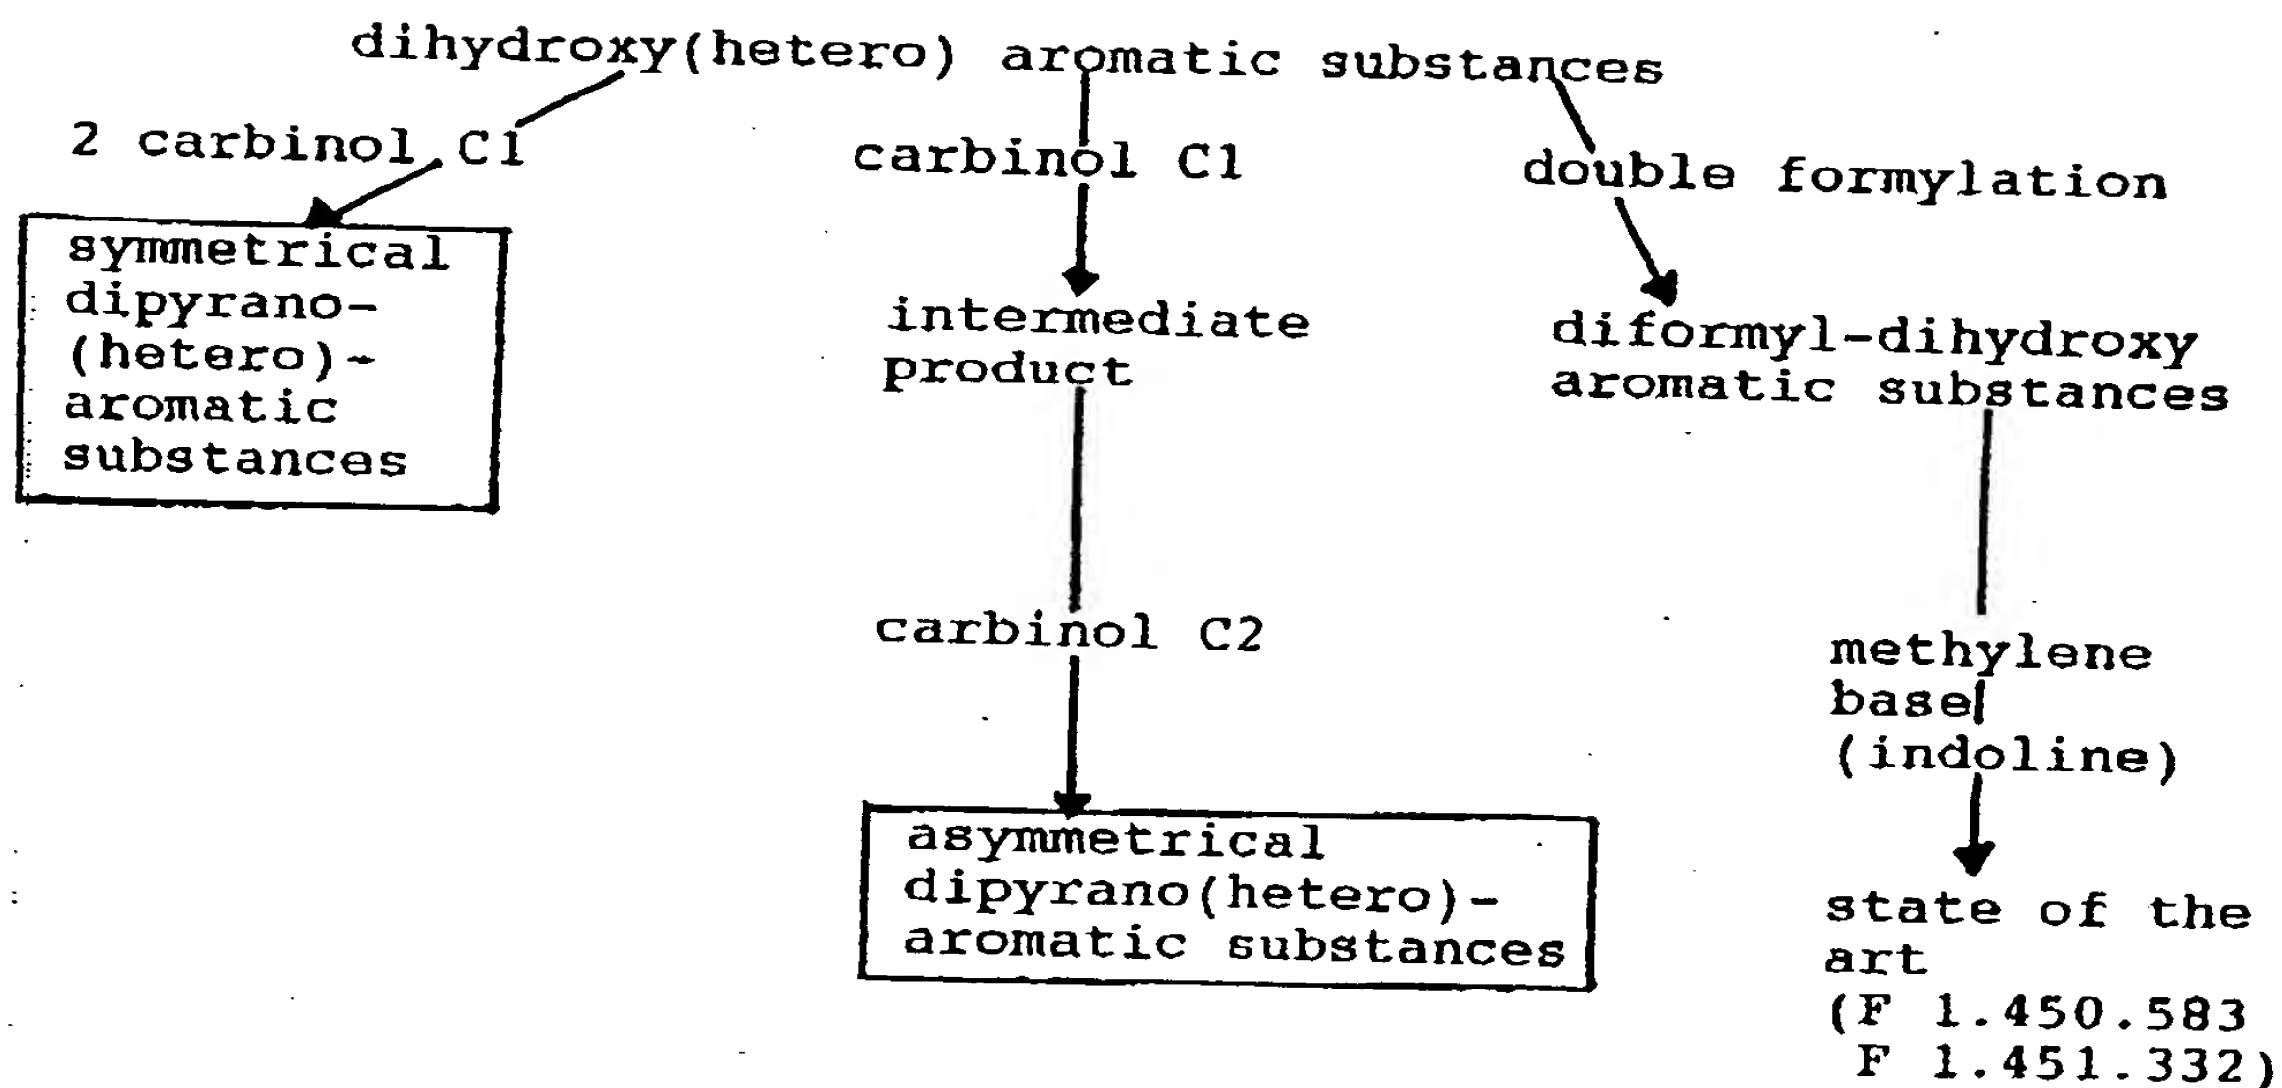 dihydroxy(hetero) aromatic substances
2 carbinol C1
carbinol C1
double formylation
symmetrical
dipyrano-
(hetero)-
aromatic
substances
intermediate
product
diformyl-dihydroxy
aromatic substances
carbinol C2
methylene
base
(indoline)
asymmetrical
dipyrano(hetero)-
aromatic substances
state of the
art
(F 1.450.583
F 1.451.332)